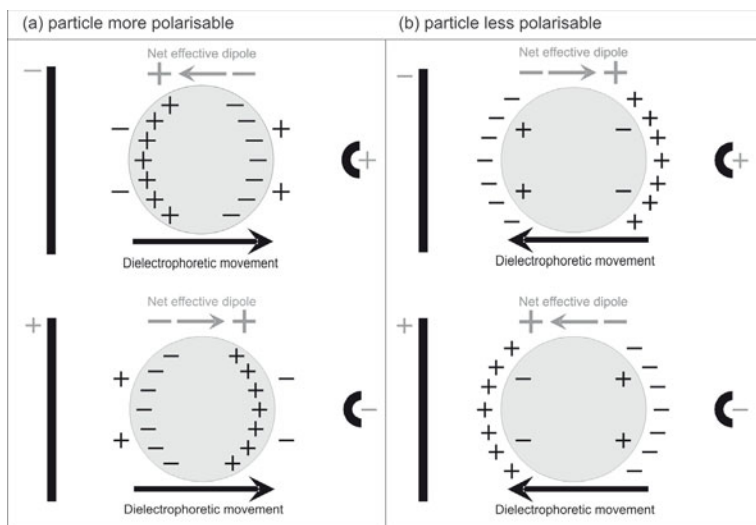 (a) particle more polarisable
(b) particle less polarisable
Net effective dipole
Dielectrophoretic movement
Net effective dipole
Dielectrophoretic movement
Net effective dipole
Dielectrophoretic movement
Net effective dipole
Dielectrophoretic movement